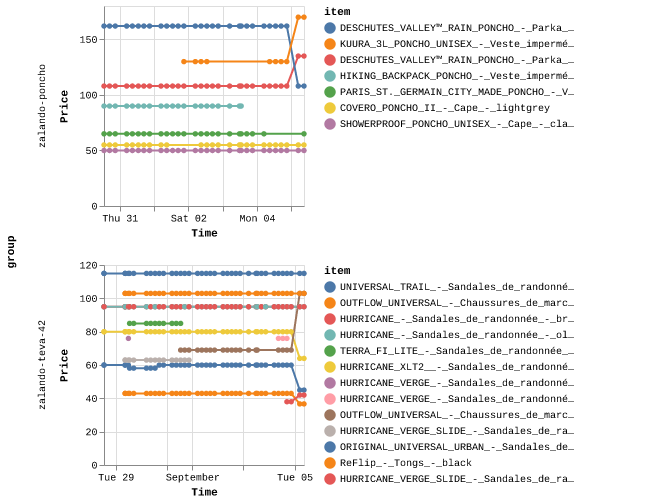 item
DESCHUTES_VALLEY™_RAIN_PONCHO_-_Parka_…
KUURA_3L_PONCHO_UNISEX_-_Veste_impermé…
DESCHUTES_VALLEY™_RAIN_PONCHO_-_Parka_…
HIKING_BACKPACK_PONCHO_-_Veste_impermé…
PARIS_ST._GERMAIN_CITY_MADE_PONCHO_-_V…
COVERO_PONCHO_II_-_Cape_-_lightgrey
SHOWERPROOF_PONCHO_UNISEX_-_Cape_-_cla…
150
100
50
0
Price
zalando-poncho
Thu 31 Sat 02 Mon 04
Time
group
item
UNIVERSAL_TRAIL_-_Sandales_de_randonné…
OUTFLOW_UNIVERSAL_-_Chaussures_de_marc…
HURRICANE_-_Sandales_de_randonnée_-_br…
HURRICANE_-_Sandales_de_randonnée_-_ol…
TERRA_FI_LITE_-_Sandales_de_randonnée_…
HURRICANE_XLT2__-_Sandales_de_randonné…
HURRICANE_VERGE_-_Sandales_de_randonné…
HURRICANE_VERGE_-_Sandales_de_randonné…
OUTFLOW_UNIVERSAL_-_Chaussures_de_marc…
HURRICANE_VERGE_SLIDE_-_Sandales_de_ra…
ORIGINAL_UNIVERSAL_URBAN_-_Sandales_de…
ReFlip_-_Tongs_-_black
HURRICANE_VERGE_SLIDE_-_Sandales_de_ra…
120
100
80
60
40
20
0
Price
zalando-teva-42
Tue 29 September Tue 05
Time